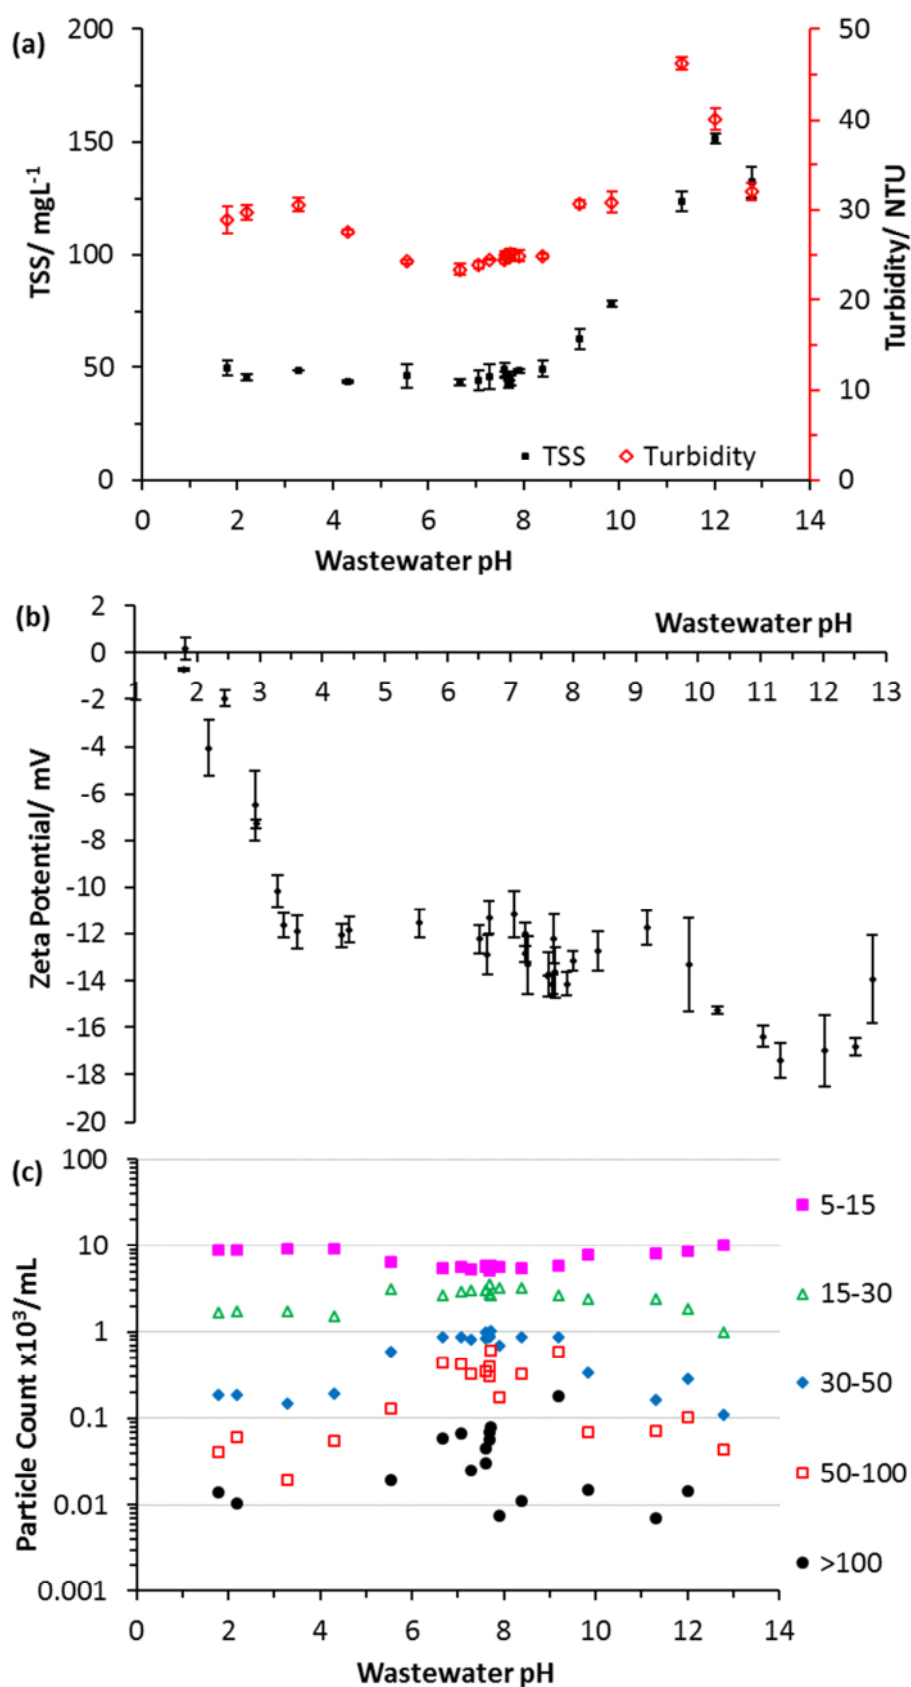 (a)
200
150
100
50
0
TSS/ mgL-1
50
40
30
20
10
0
Turbidity/ NTU
TSS
Turbidity
0 2 4 6 8 10 12 14
Wastewater pH
(b)
2
0
-2
-4
-6
-8
-10
-12
-14
-16
-18
-20
Zeta Potential/ mV
Wastewater pH
1 2 3 4 5 6 7 8 9 10 11 12 13
(c)
100
10
1
0.1
0.01
0.001
Particle Count x10³/mL
5-15
15-30
30-50
50-100
>100
0 2 4 6 8 10 12 14
Wastewater pH